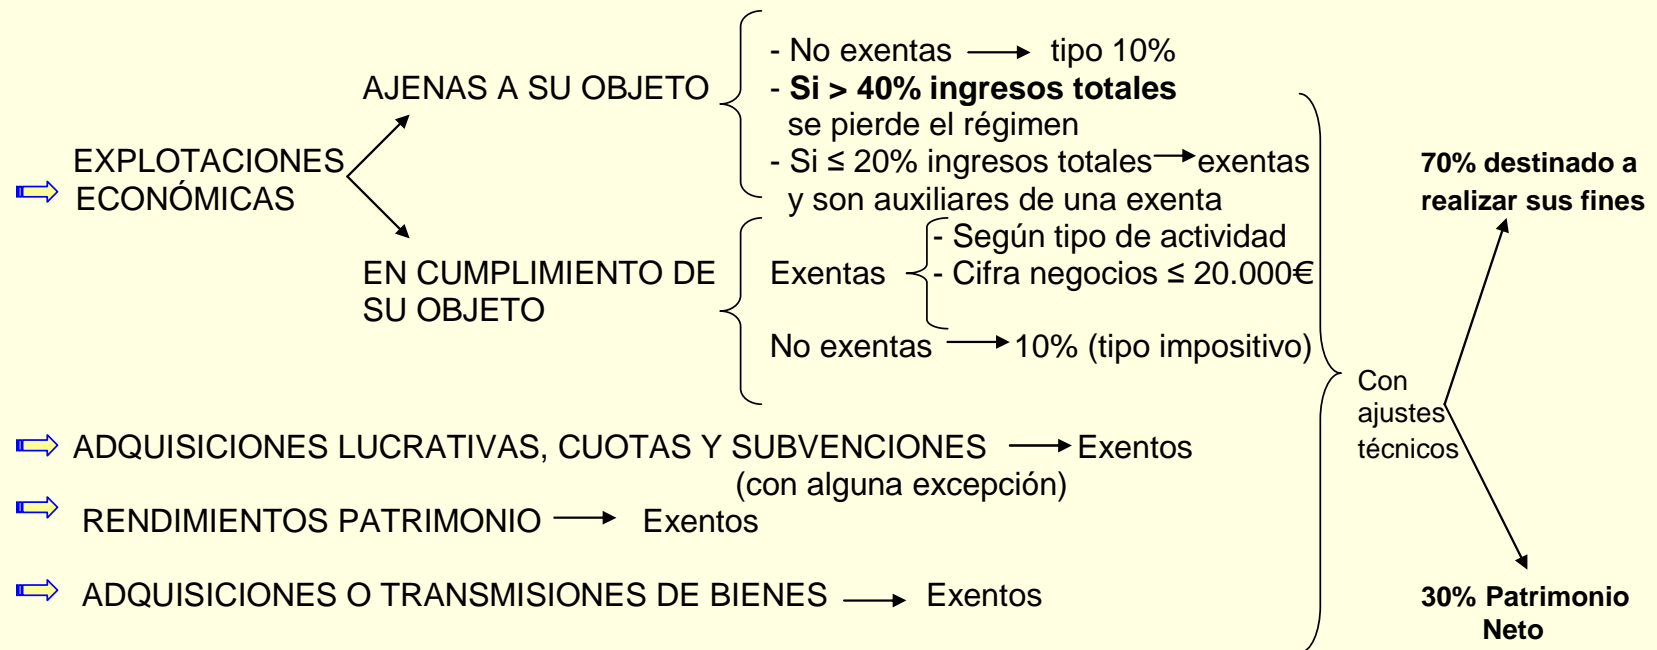 - No exentas → tipo 10%
AJENAS A SU OBJETO
- Si > 40% ingresos totales
se pierde el régimen
- Si ≤ 20% ingresos totales → exentas
y son auxiliares de una exenta
EXPLOTACIONES
ECONÓMICAS
EN CUMPLIMIENTO DE
SU OBJETO
Exentas
- Según tipo de actividad
- Cifra negocios ≤ 20.000€
No exentas → 10% (tipo impositivo)
ADQUISICIONES LUCRATIVAS, CUOTAS Y SUBVENCIONES → Exentos
(con alguna excepción)
RENDIMIENTOS PATRIMONIO → Exentos
ADQUISICIONES O TRANSMISIONES DE BIENES → Exentos
Con
ajustes
técnicos
70% destinado a
realizar sus fines
30% Patrimonio
Neto